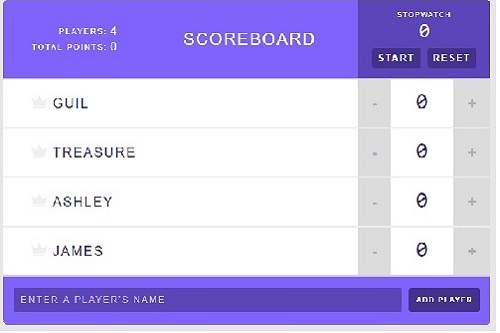 PLAYERS: 4
TOTAL POINTS: 0
SCOREBOARD
STOPWATCH
0
START RESET
GUIL - 0 +
TREASURE - 0 +
ASHLEY - 0 +
JAMES - 0 +
ENTER A PLAYER'S NAME ADD PLAYER